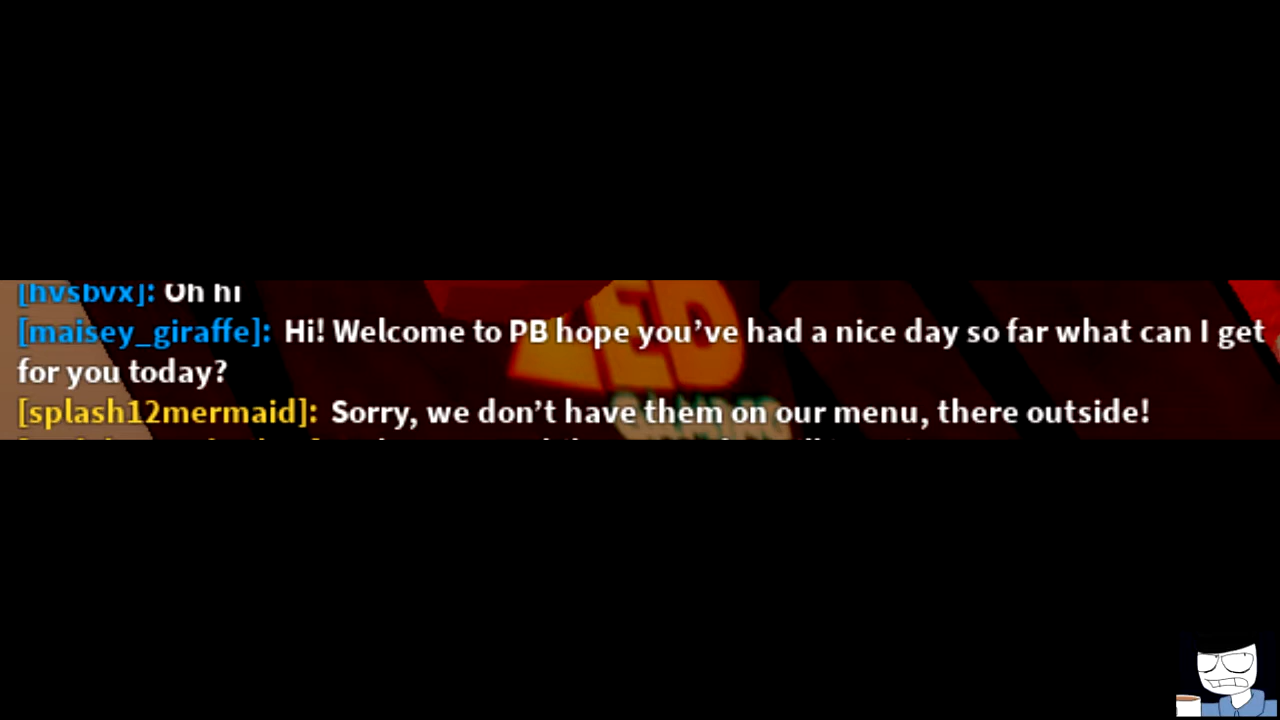 [hvsbvx]: Oh hi
[maisey_giraffe]: Hi! Welcome to PB hope you’ve had a nice day so far what can I get
for you today?
[splash12mermaid]: Sorry, we don’t have them on our menu, there outside!